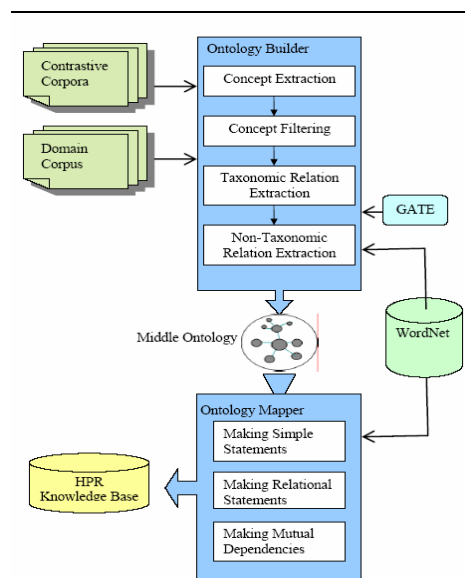 Ontology Builder
Contrastive
Corpora
Concept Extraction
Concept Filtering
Domain
Corpus
Taxonomic Relation
Extraction
GATE
Non-Taxonomic
Relation Extraction
Middle Ontology
WordNet
Ontology Mapper
Making Simple
Statements
HPR
Knowledge Base
Making Relational
Statements
Making Mutual
Dependencies